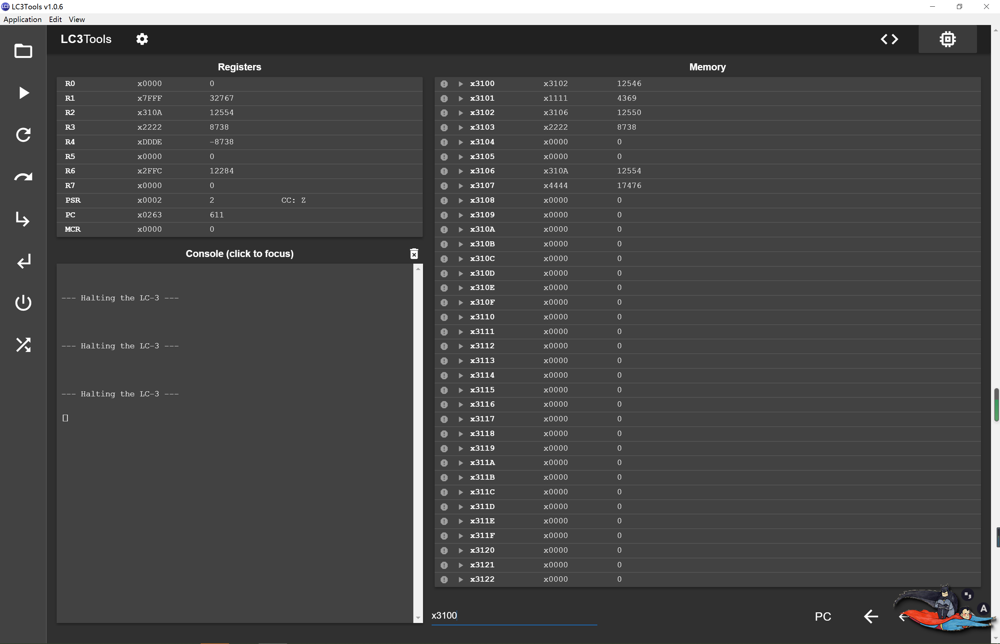 LC3Tools v1.0.6
Application Edit View
LC3Tools
Registers
R0 x0000 0
R1 x7FFF 32767
R2 x310A 12554
R3 x2222 8738
R4 xDDDE -8738
R5 x0000 0
R6 x2FFC 12284
R7 x0000 0
PSR x0002 2 CC: Z
PC x0263 611
MCR x0000 0
Console (click to focus)
--- Halting the LC-3 ---
--- Halting the LC-3 ---
--- Halting the LC-3 ---
Memory
x3100 x3102 12546
x3101 x1111 4369
x3102 x3106 12550
x3103 x2222 8738
x3104 x0000 0
x3105 x0000 0
x3106 x310A 12554
x3107 x4444 17476
x3108 x0000 0
x3109 x0000 0
x310A x0000 0
x310B x0000 0
x310C x0000 0
x310D x0000 0
x310E x0000 0
x310F x0000 0
x3110 x0000 0
x3111 x0000 0
x3112 x0000 0
x3113 x0000 0
x3114 x0000 0
x3115 x0000 0
x3116 x0000 0
x3117 x0000 0
x3118 x0000 0
x3119 x0000 0
x311A x0000 0
x311B x0000 0
x311C x0000 0
x311D x0000 0
x311E x0000 0
x311F x0000 0
x3120 x0000 0
x3121 x0000 0
x3122 x0000 0
x3100
PC
A